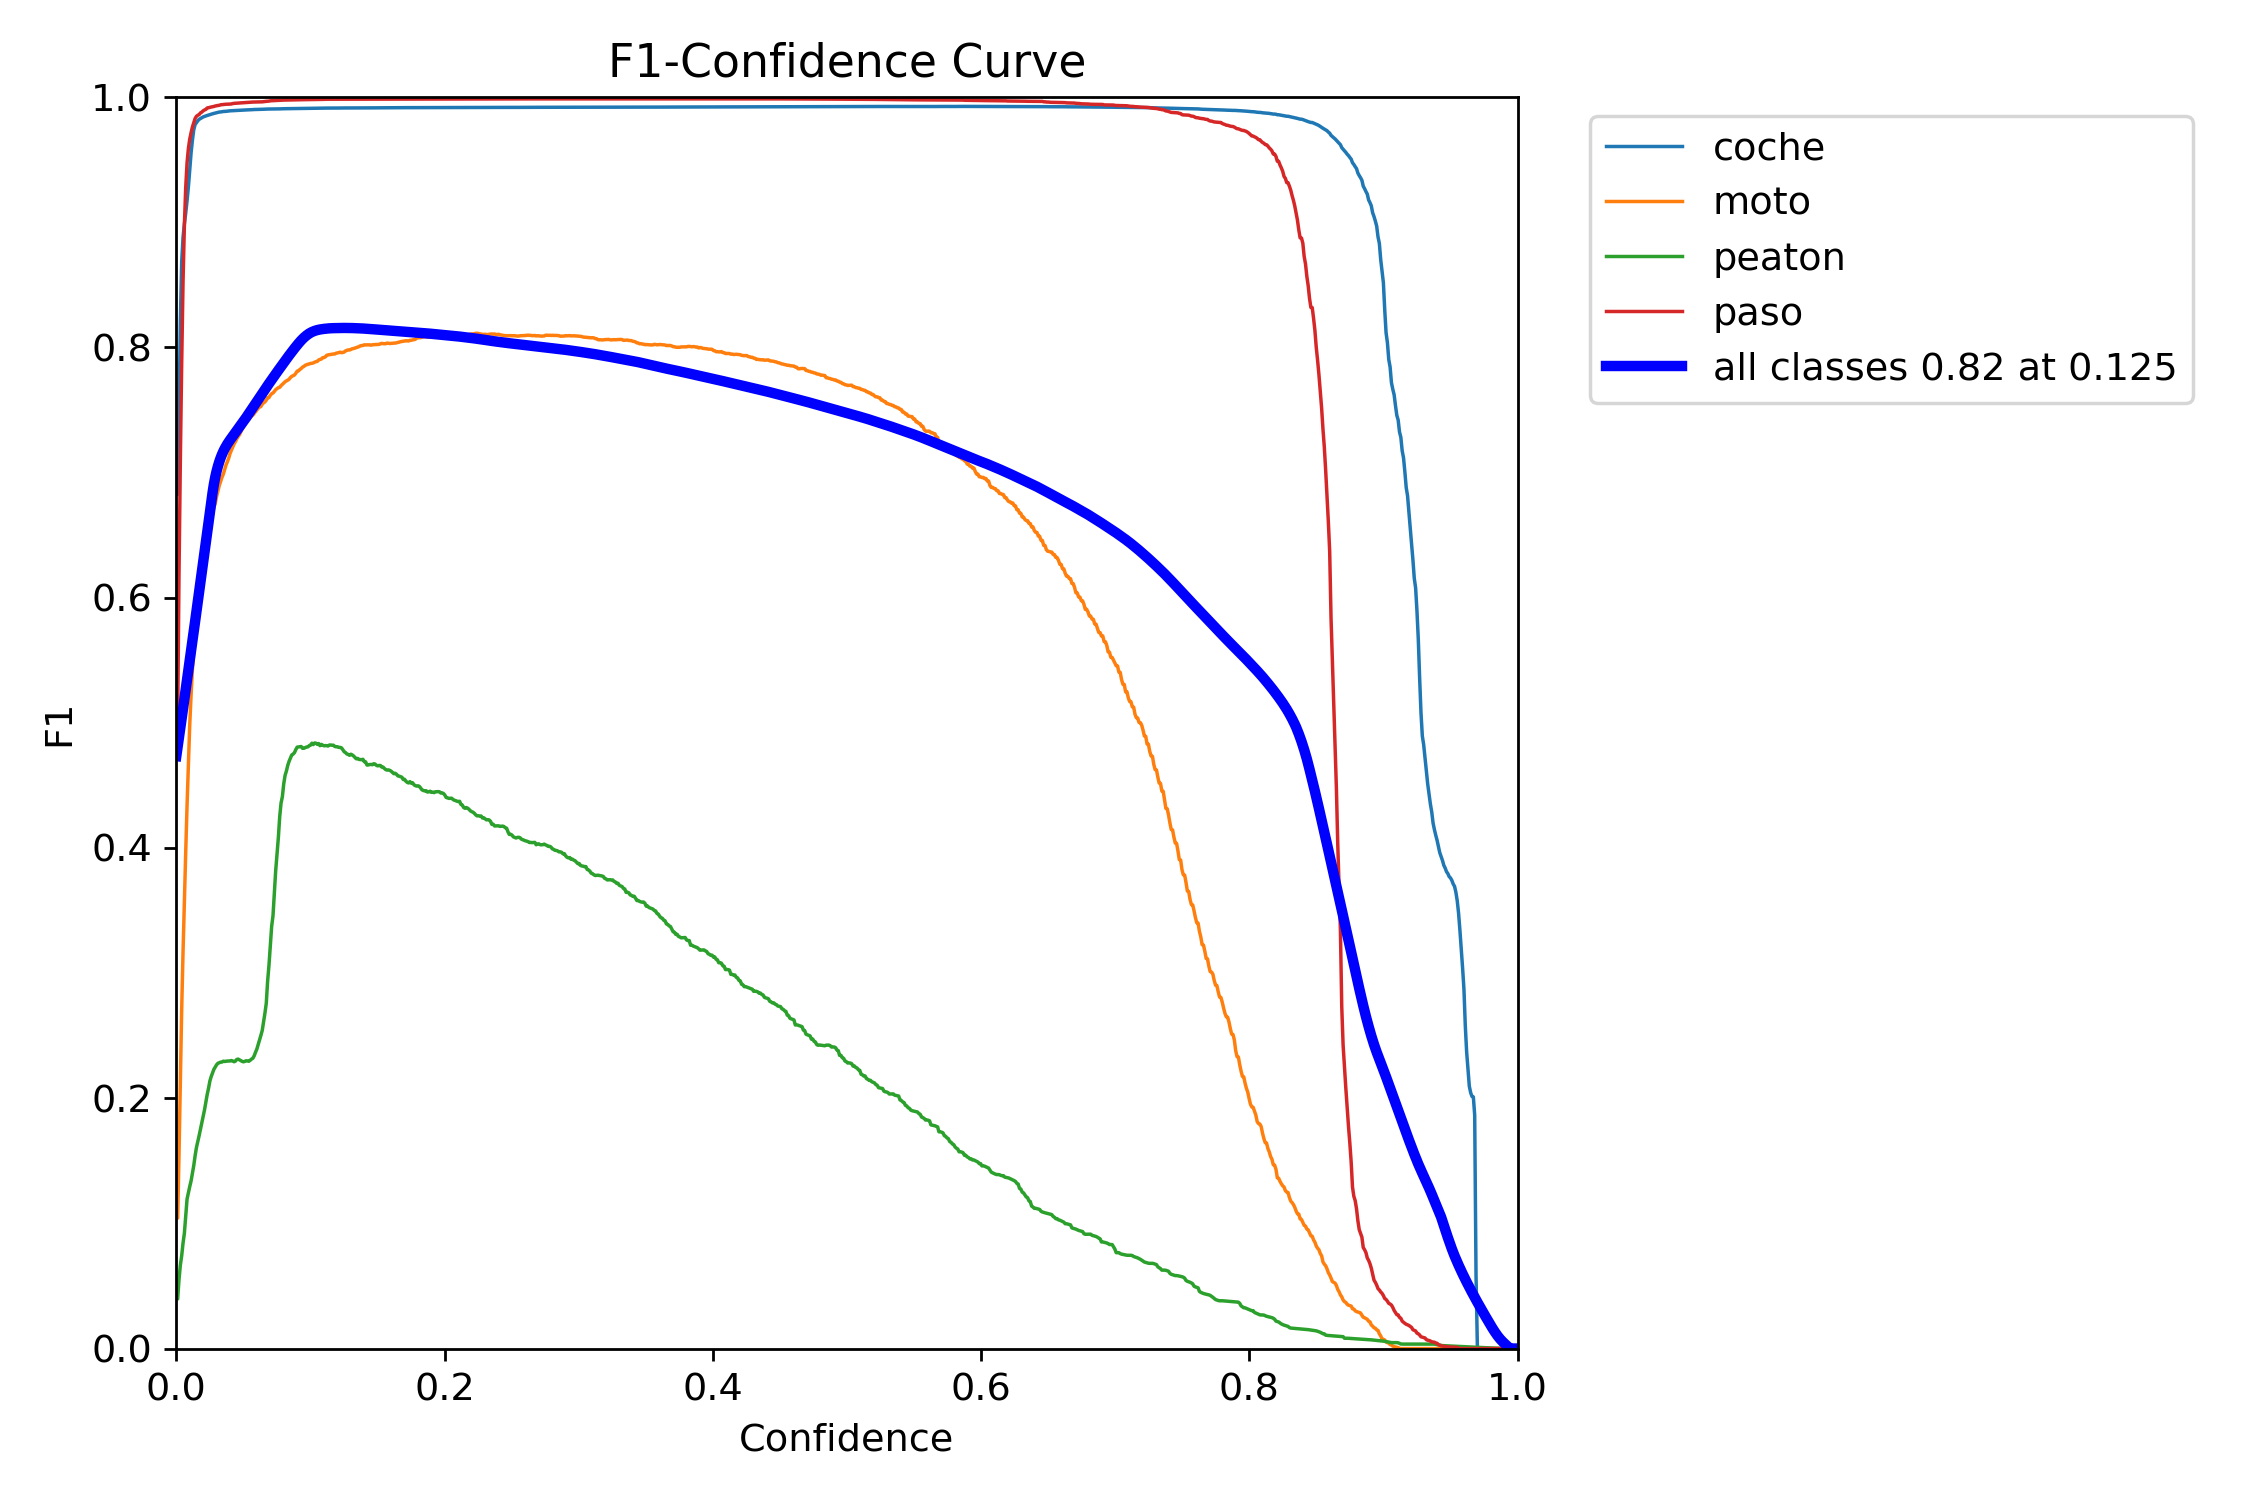 F1-Confidence Curve
1.0
0.8
0.6
0.4
0.2
0.0
F1
0.0 0.2 0.4 0.6 0.8 1.0
Confidence
coche
moto
peaton
paso
all classes 0.82 at 0.125